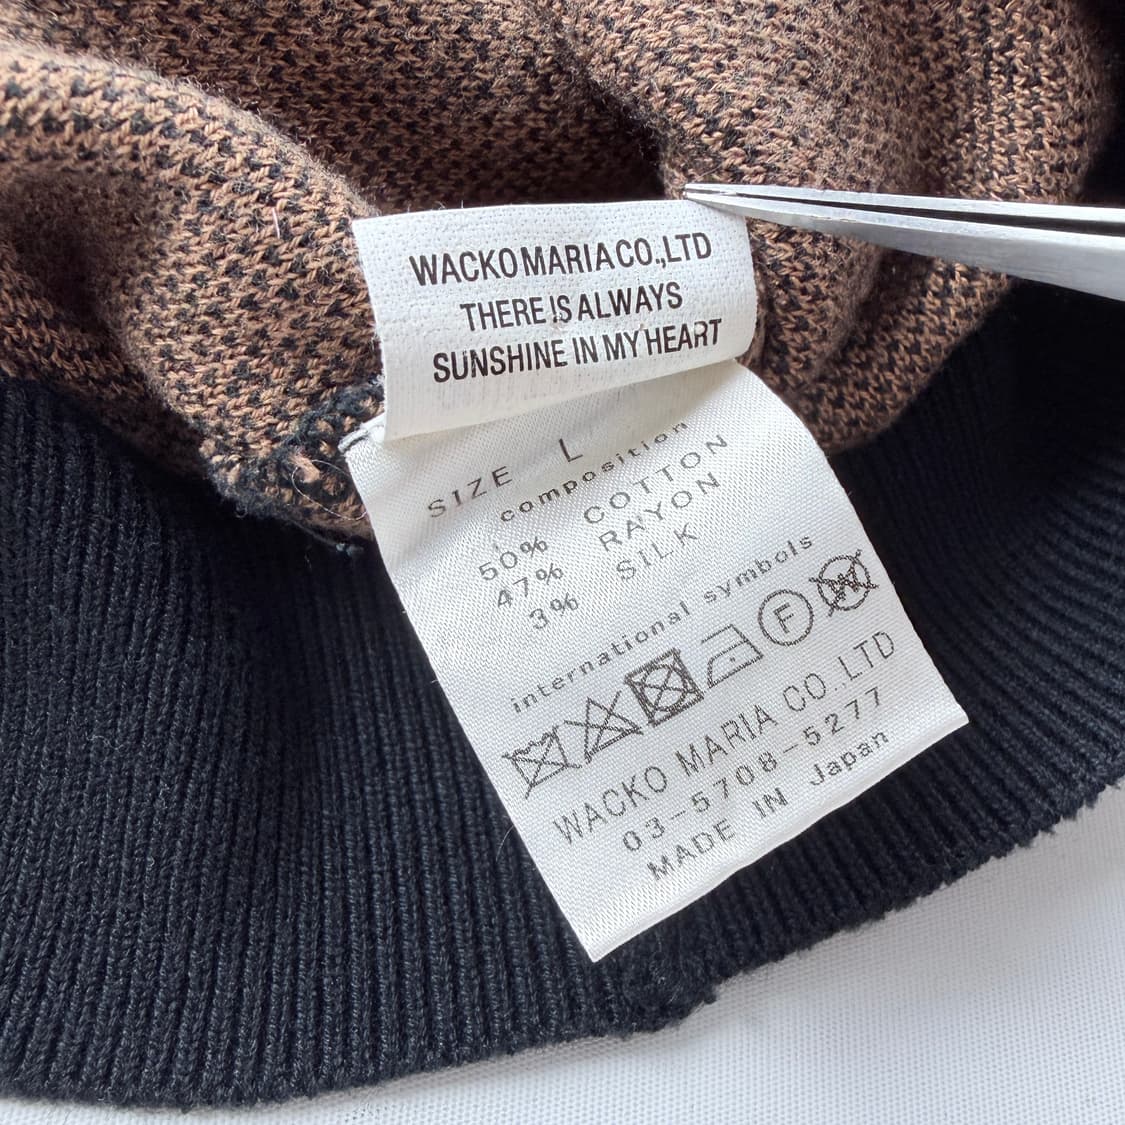 WACKO MARIA CO.,LTD
THERE IS ALWAYS
SUNSHINE IN MY HEART
SIZE L
composition
50% COTTON
47% RAYON
3% SILK
international symbols
F W
WACKO MARIA CO.,LTD
03-5708-5277
MADE IN Japan